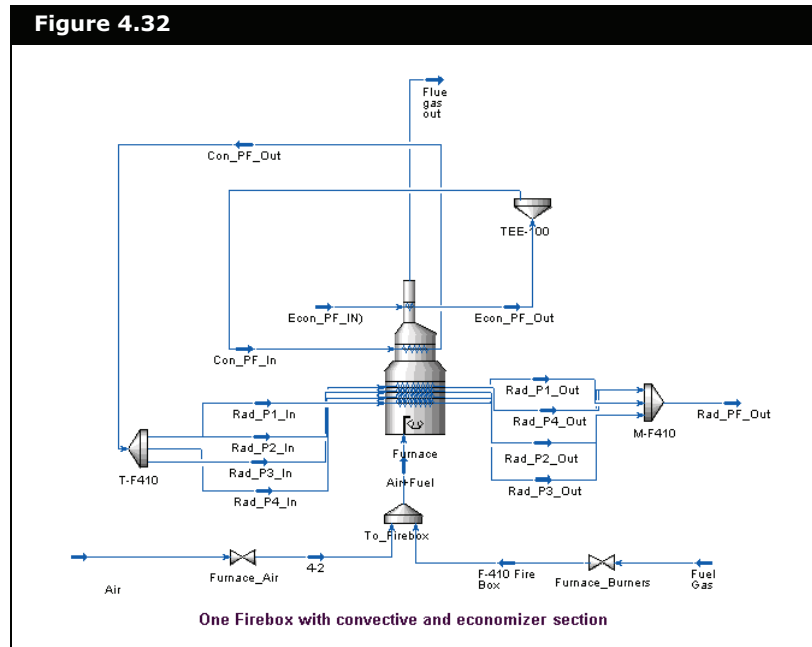 Figure 4.32
Flue
gas
out
Con_PF_Out
TEE-100
Econ_PF_IN)
Econ_PF_Out
Con_PF_In
Rad_P1_In
Rad_P2_In
Rad_P3_In
Rad_P4_In
T-F410
Rad_P1_Out
Rad_P4_Out
Rad_P2_Out
Rad_P3_Out
M-F410
Rad_PF_Out
Furnace
Air+Fuel
To_Firebox
Air
Furnace_Air
4-2
F-410 Fire
Box
Furnace_Burners
Fuel
Gas
One Firebox with convective and economizer section